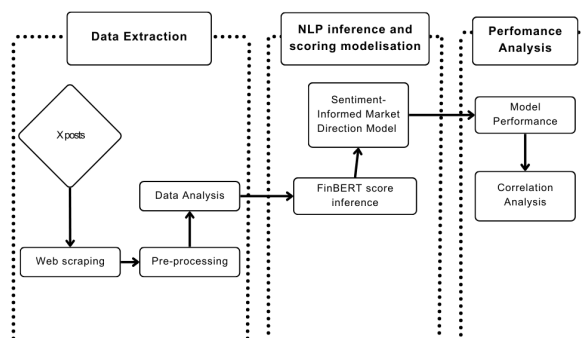 Data Extraction
NLP inference and
scoring modelisation
Perfomance
Analysis
X posts
Web scraping
Pre-processing
Data Analysis
FinBERT score
inference
Sentiment-
Informed Market
Direction Model
Model
Performance
Correlation
Analysis